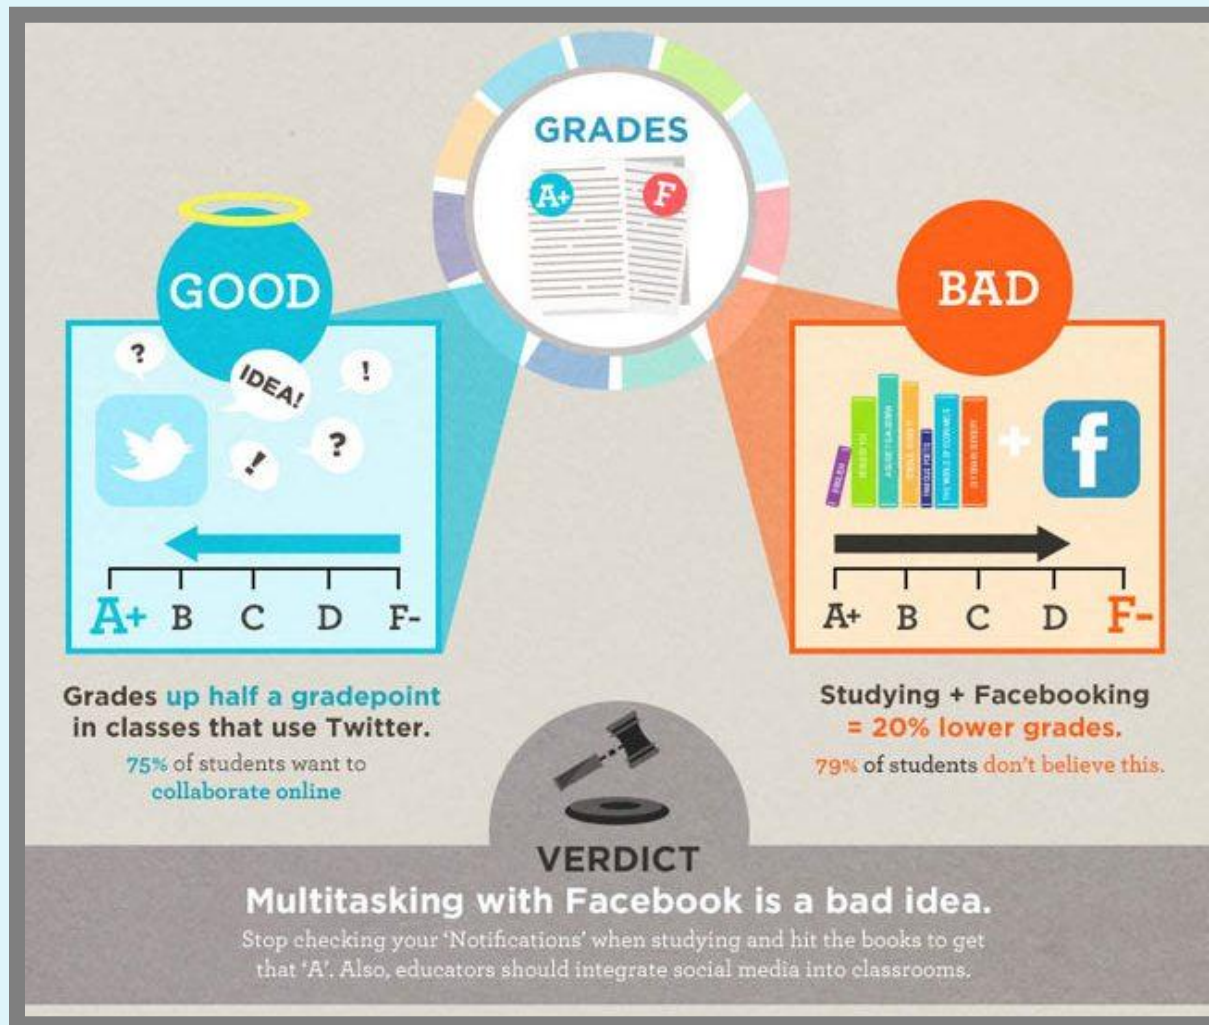 GRADES
A+
F
GOOD
?
IDEA!
!
!
?
A+ B C D F-
Grades up half a gradepoint
in classes that use Twitter.
75% of students want to
collaborate online
BAD
f
A+ B C D F-
Studying + Facebooking
= 20% lower grades.
79% of students don't believe this.
VERDICT
Multitasking with Facebook is a bad idea.
Stop checking your 'Notifications' when studying and hit the books to get
that 'A'. Also, educators should integrate social media into classrooms.